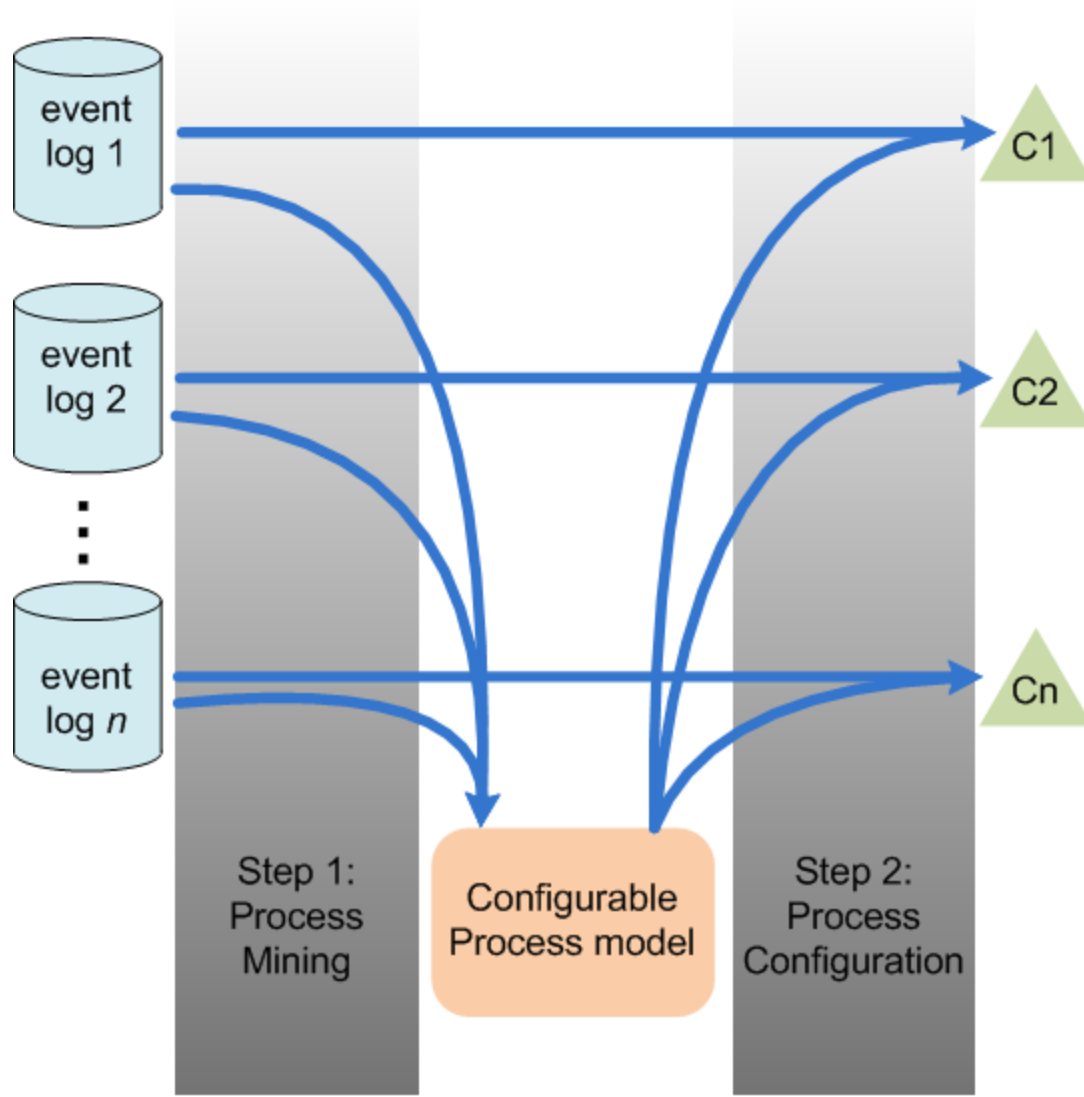 event
log 1
C1
event
log 2
C2
event
log n
Cn
Step 1:
Process
Mining
Configurable
Process model
Step 2:
Process
Configuration